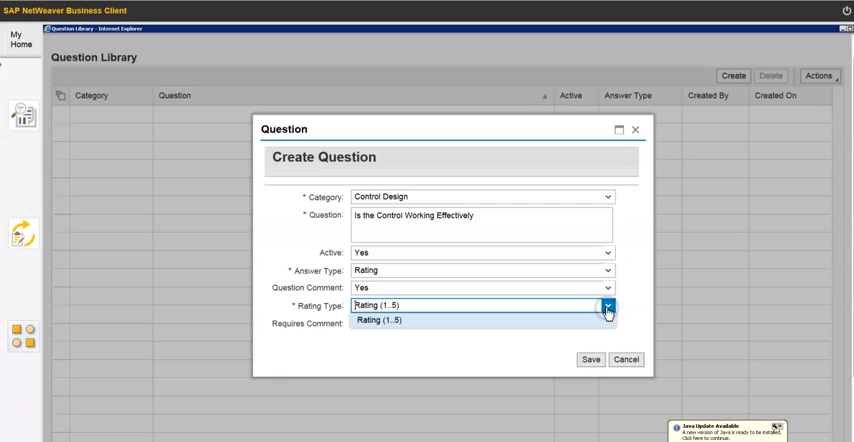 SAP NetWeaver Business Client
My
Home
Question Library - Internet Explorer
Question Library
Create Delete Actions
Category Question Active Answer Type Created By Created On
Question
Create Question
* Category: Control Design
* Question: Is the Control Working Effectively
Active: Yes
* Answer Type: Rating
Question Comment: Yes
* Rating Type: Rating (1..5)
Rating (1..5)
Requires Comment:
Save Cancel
Java Update Available
A new version of Java is ready to be installed.
Click here to continue.